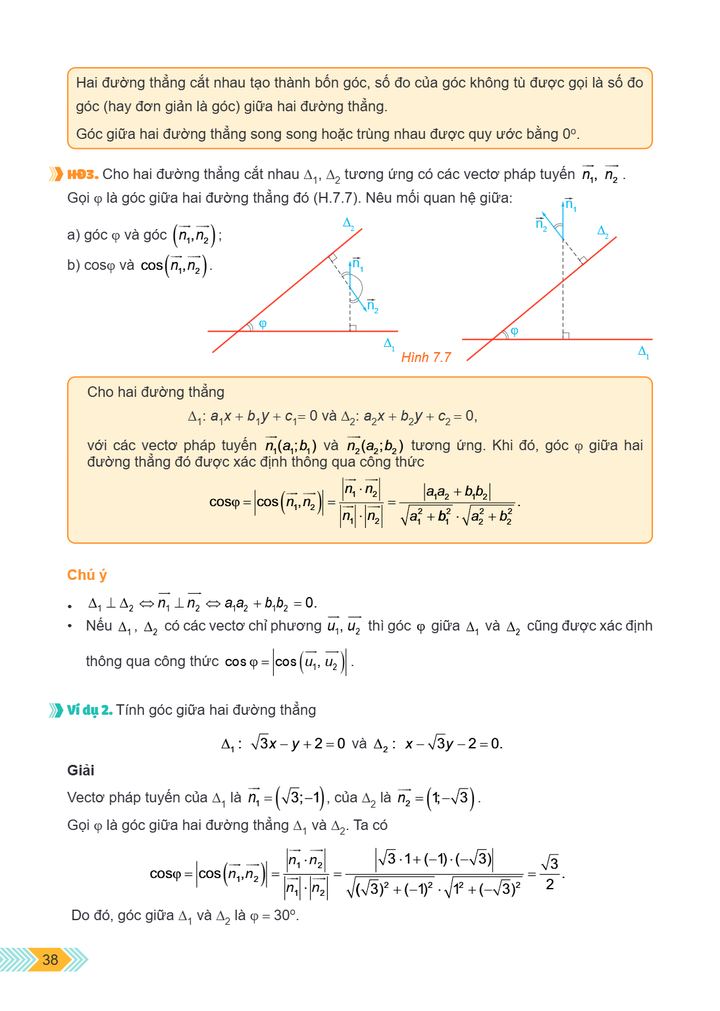 Hai đường thẳng cắt nhau tạo thành bốn góc, số đo của góc không tù được gọi là số đo
góc (hay đơn giản là góc) giữa hai đường thẳng.
Góc giữa hai đường thẳng song song hoặc trùng nhau được quy ước bằng 0°.
HĐ3. Cho hai đường thẳng cắt nhau Δ₁, Δ₂ tương ứng có các vectơ pháp tuyến n₁⃗, n₂⃗ .
Gọi φ là góc giữa hai đường thẳng đó (H.7.7). Nêu mối quan hệ giữa:
a) góc φ và góc (n₁⃗,n₂⃗) ;
b) cosφ và cos(n₁⃗,n₂⃗) .
Δ₂
n₁⃗
n₂⃗
φ
Δ₁
n₁⃗
n₂⃗
Δ₂
φ
Δ₁
Hình 7.7
Cho hai đường thẳng
Δ₁: a₁x + b₁y + c₁= 0 và Δ₂: a₂x + b₂y + c₂ = 0,
với các vectơ pháp tuyến n₁⃗(a₁;b₁) và n₂⃗(a₂;b₂) tương ứng. Khi đó, góc φ giữa hai
đường thẳng đó được xác định thông qua công thức
cosφ = |cos(n₁⃗,n₂⃗)| = |n₁⃗ · n₂⃗| / (|n₁⃗| · |n₂⃗|) = |a₁a₂ + b₁b₂| / (√(a₁² + b₁²) · √(a₂² + b₂²)).
Chú ý
• Δ₁ ⊥ Δ₂ ⇔ n₁⃗ ⊥ n₂⃗ ⇔ a₁a₂ + b₁b₂ = 0.
• Nếu Δ₁ , Δ₂ có các vectơ chỉ phương u₁⃗, u₂⃗ thì góc φ giữa Δ₁ và Δ₂ cũng được xác định
thông qua công thức cos φ = |cos(u₁⃗, u₂⃗)| .
Ví dụ 2. Tính góc giữa hai đường thẳng
Δ₁ : √3x − y + 2 = 0 và Δ₂ : x − √3y − 2 = 0.
Giải
Vectơ pháp tuyến của Δ₁ là n₁⃗ = (√3;−1), của Δ₂ là n₂⃗ = (1;−√3) .
Gọi φ là góc giữa hai đường thẳng Δ₁ và Δ₂. Ta có
cosφ = |cos(n₁⃗,n₂⃗)| = |n₁⃗ · n₂⃗| / (|n₁⃗| · |n₂⃗|) = |√3 · 1 + (−1) · (−√3)| / (√((√3)² + (−1)²) · √(1² + (−√3)²)) = √3/2.
Do đó, góc giữa Δ₁ và Δ₂ là φ = 30°.
38